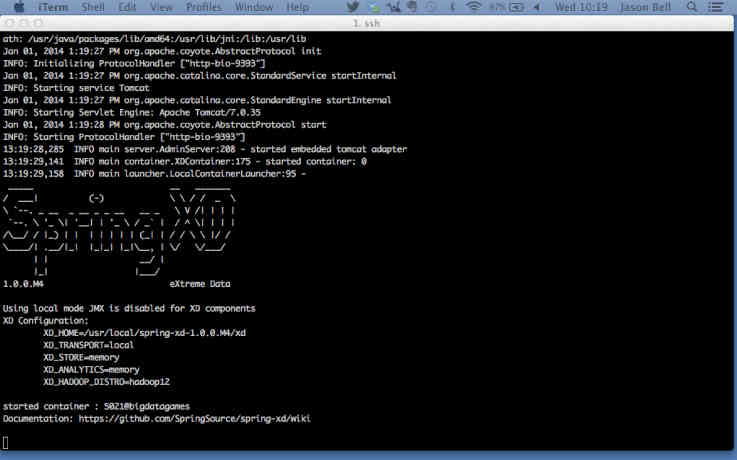 iTerm Shell Edit View Profiles Window Help 97% Wed 10:19 Jason Bell
1. ssh
ath: /usr/java/packages/lib/amd64:/usr/lib/jni:/lib:/usr/lib
Jan 01, 2014 1:19:27 PM org.apache.coyote.AbstractProtocol init
INFO: Initializing ProtocolHandler ["http-bio-9393"]
Jan 01, 2014 1:19:27 PM org.apache.catalina.core.StandardService startInternal
INFO: Starting service Tomcat
Jan 01, 2014 1:19:27 PM org.apache.catalina.core.StandardEngine startInternal
INFO: Starting Servlet Engine: Apache Tomcat/7.0.35
Jan 01, 2014 1:19:28 PM org.apache.coyote.AbstractProtocol start
INFO: Starting ProtocolHandler ["http-bio-9393"]
13:19:28,285 INFO main server.AdminServer:208 - started embedded tomcat adapter
13:19:29,141 INFO main container.XDContainer:175 - started container: 0
13:19:29,158 INFO main launcher.LocalContainerLauncher:95 -
Spring XD
1.0.0.M4 eXtreme Data
Using local mode JMX is disabled for XD components
XD Configuration:
XD_HOME=/usr/local/spring-xd-1.0.0.M4/xd
XD_TRANSPORT=local
XD_STORE=memory
XD_ANALYTICS=memory
XD_HADOOP_DISTRO=hadoop12
started container : 5021@bigdatagames
Documentation: https://github.com/SpringSource/spring-xd/wiki